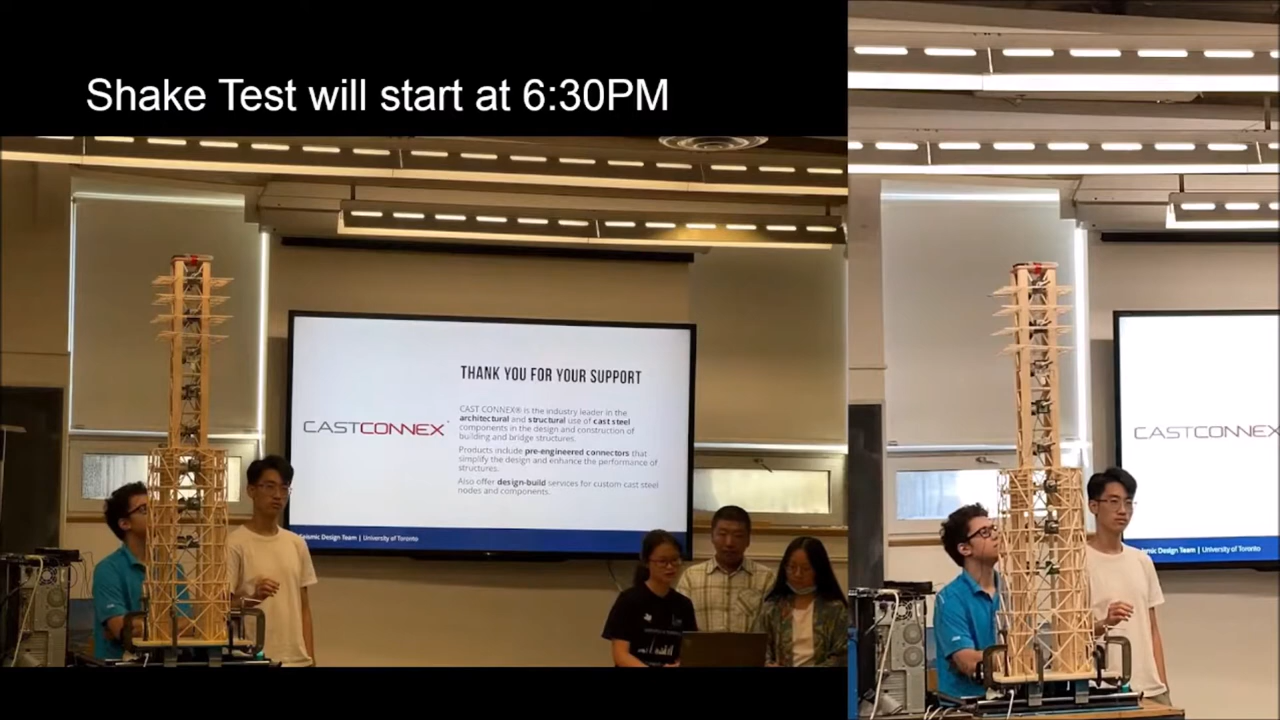 Shake Test will start at 6:30PM
THANK YOU FOR YOUR SUPPORT
CASTCONNEX
CAST CONNEX® is the industry leader in the
architectural and structural use of cast steel
components in the design and construction of
building and bridge structures.
Products include pre-engineered connectors that
simplify the design and enhance the performance of
structures.
Also offer design-build services for custom cast steel
nodes and components.
Seismic Design Team | University of Toronto
CASTCONNEX
smic Design Team | University of Toronto